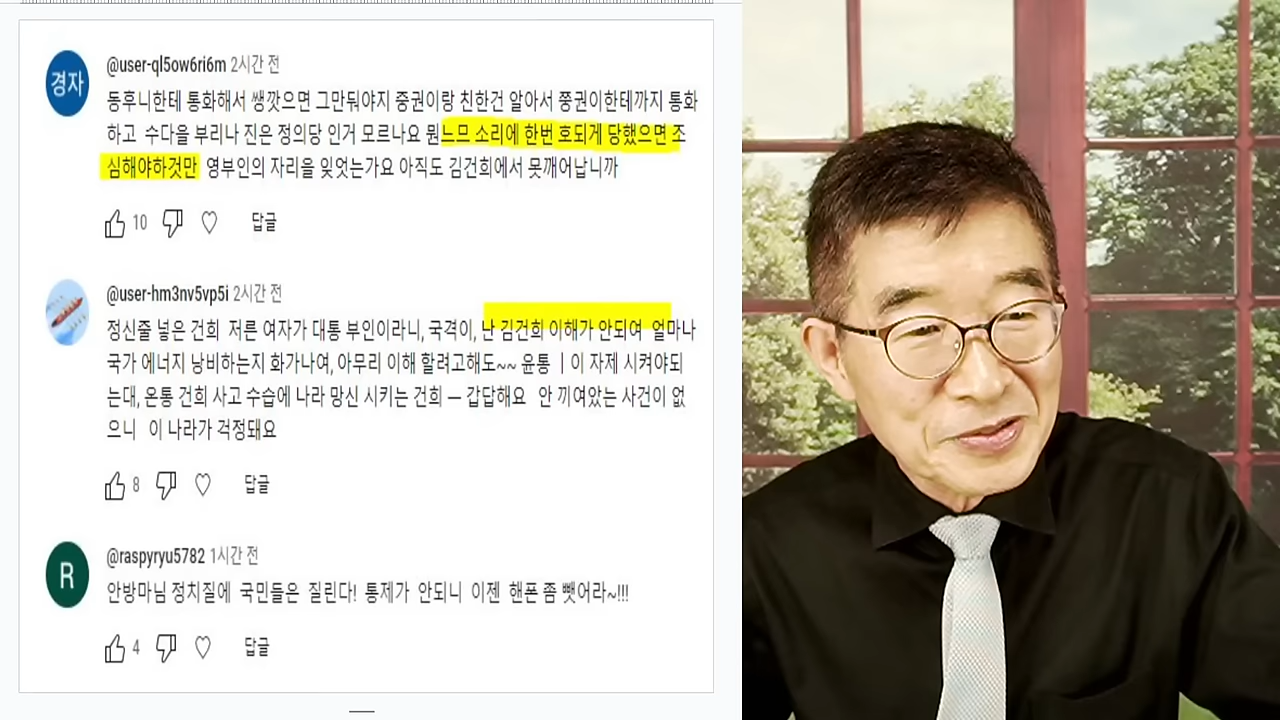 경자
@user-ql5ow6ri6m 2시간 전
동후니한테 통화해서 쌩깟으면 그만둬야지 중권이랑 친한건 알아서 쭝권이한테까지 통화
하고 수다을 부리나 진은 정의당 인거 모르나요 뭔느므 소리에 한번 호되게 당했으면 조
심해야하것만 영부인의 자리을 잊엇는가요 아직도 김건희에서 못깨어납니까
10 답글
@user-hm3nv5vp5i 2시간 전
정신줄 넣은 건희 저른 여자가 대통 부인이라니, 국격이, 난 김건희 이해가 안되여 얼마나
국가 에너지 낭비하는지 화가나여, 아무리 이해 할려고해도~~ 윤통 ㅣ이 자제 시켜야되
는대, 온통 건희 사고 수습에 나라 망신 시키는 건희 ㅡ 갑답해요 안 끼여았는 사건이 없
으니 이 나라가 걱정돼요
8 답글
R
@raspyryu5782 1시간 전
안방마님 정치질에 국민들은 질린다! 통제가 안되니 이젠 핸폰 좀 뺏어라~!!!
4 답글